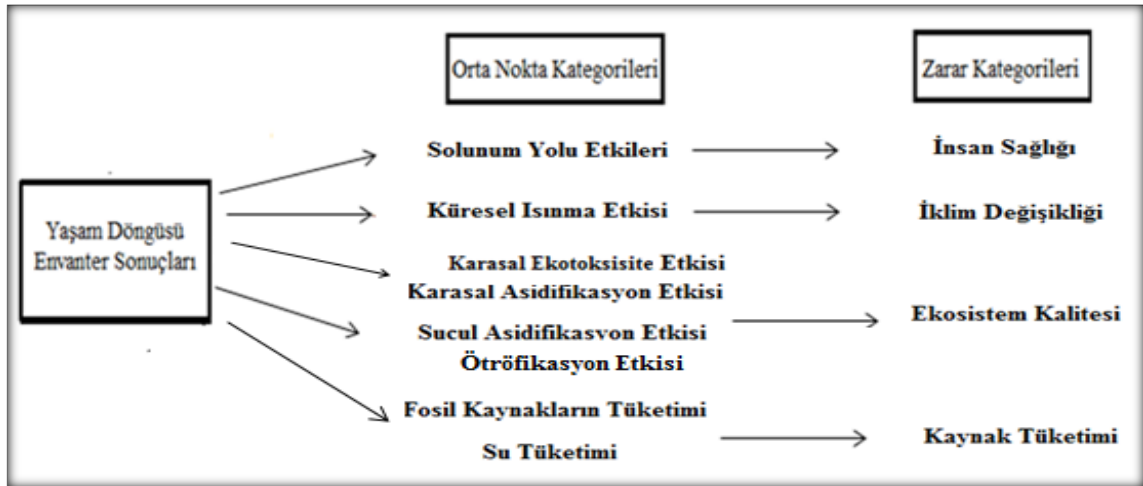 Orta Nokta Kategorileri
Zarar Kategorileri
Solunum Yolu Etkileri
İnsan Sağlığı
Yaşam Döngüsü
Envanter Sonuçları
Küresel Isınma Etkisi
İklim Değişikliği
Karasal Ekotoksisite Etkisi
Karasal Asidifikasyon Etkisi
Sucul Asidifikasvon Etkisi
Ötröfikasyon Etkisi
Ekosistem Kalitesi
Fosil Kaynakların Tüketimi
Su Tüketimi
Kaynak Tüketimi